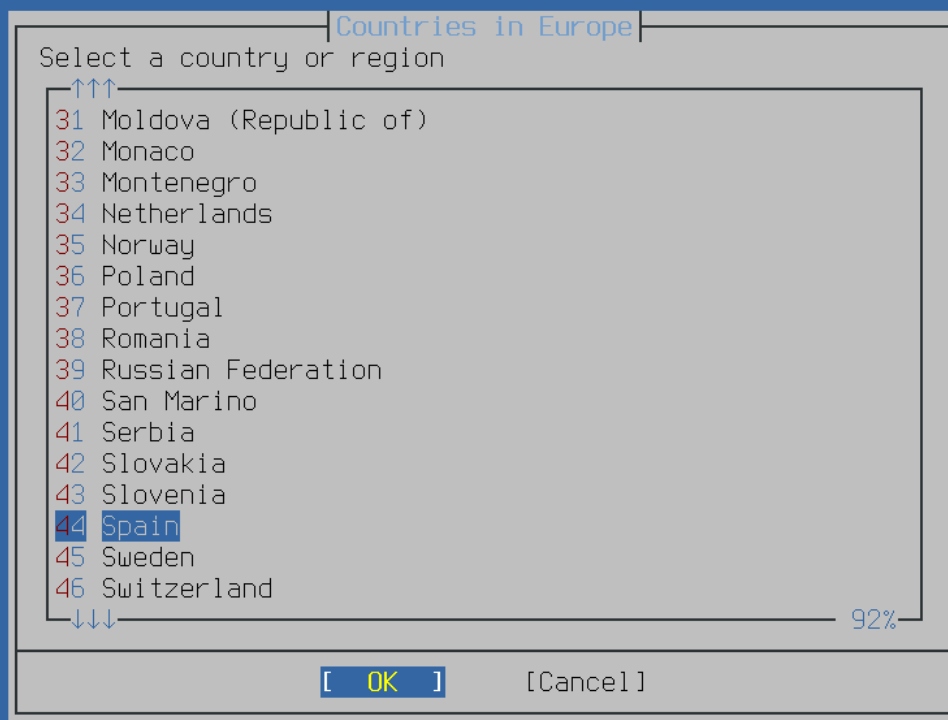 Countries in Europe
Select a country or region
↑↑↑
31 Moldova (Republic of)
32 Monaco
33 Montenegro
34 Netherlands
35 Norway
36 Poland
37 Portugal
38 Romania
39 Russian Federation
40 San Marino
41 Serbia
42 Slovakia
43 Slovenia
44 Spain
45 Sweden
46 Switzerland
↓↓↓ 92%
[ OK ] [Cancel]